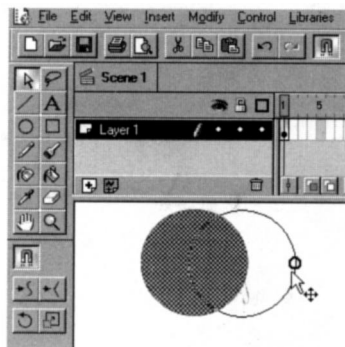 File Edit View Insert Modify Control Libraries
Scene 1
1 5
Layer 1
A